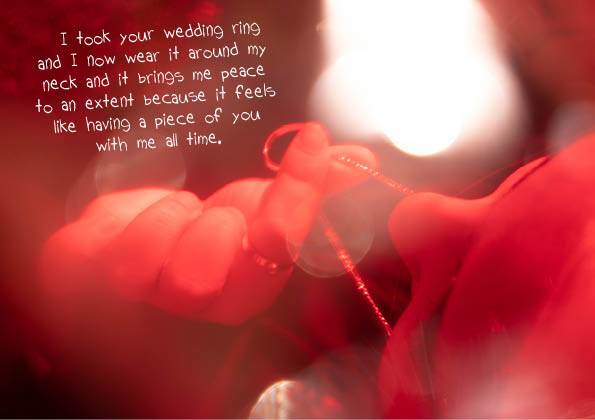 I took your wedding ring
and I now wear it around my
neck and it brings me peace
to an extent because it feels
like having a piece of you
with me all time.